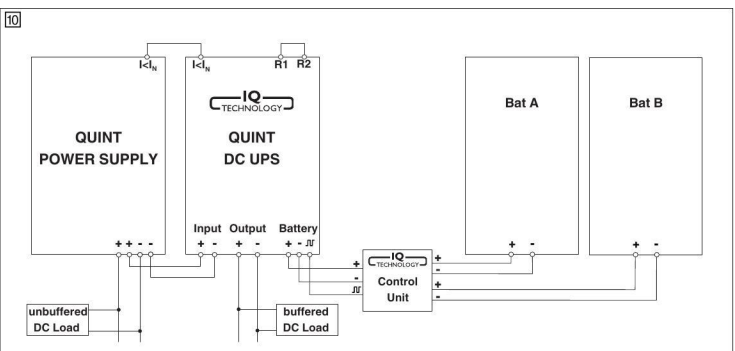 10
I<I_N
I<I_N
R1 R2
IQ
TECHNOLOGY
QUINT
POWER SUPPLY
QUINT
DC UPS
Bat A
Bat B
Input Output Battery
+ + - -
+ - + - + -
+ -
+ -
IQ
TECHNOLOGY
Control
Unit
+
-
+
-
+
-
unbuffered
DC Load
buffered
DC Load